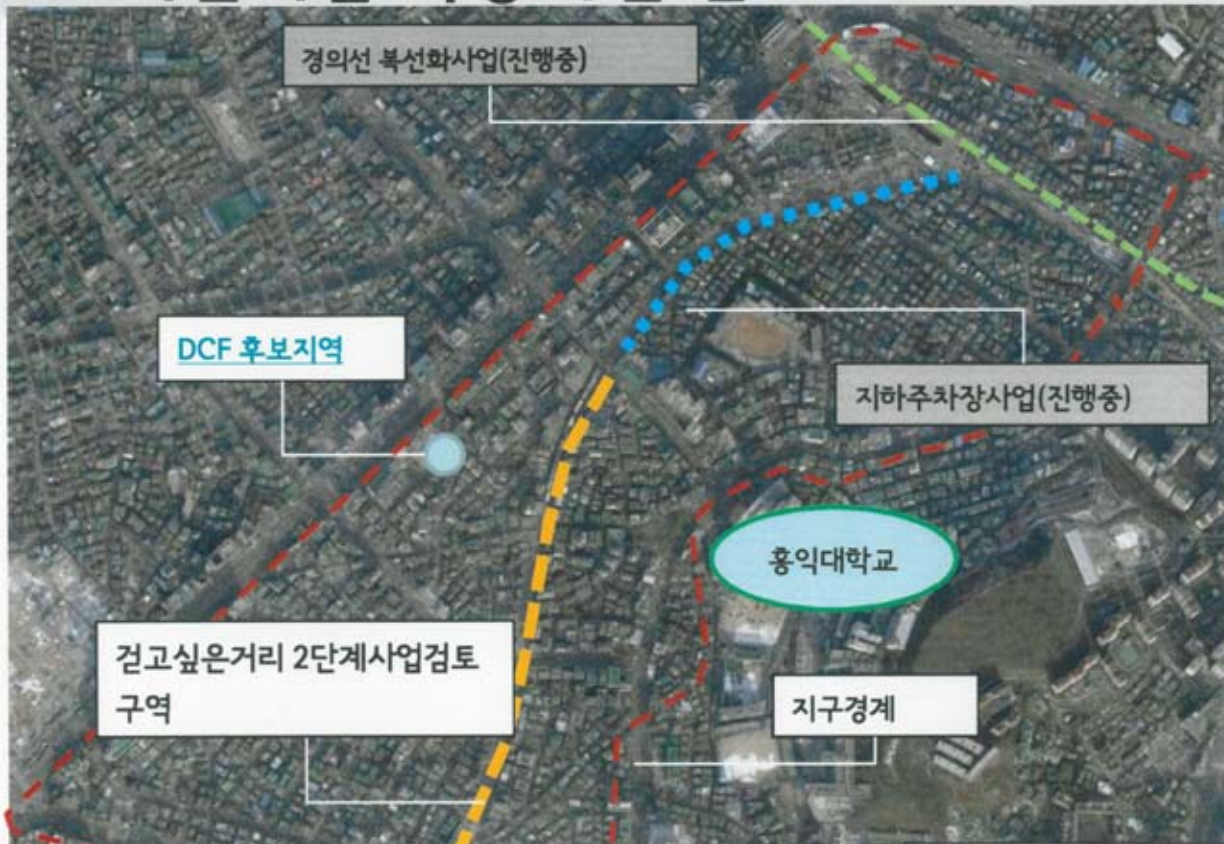 경의선 복선화사업(진행중)
DCF 후보지역
지하주차장사업(진행중)
홍익대학교
걷고싶은거리 2단계사업검토
구역
지구경계